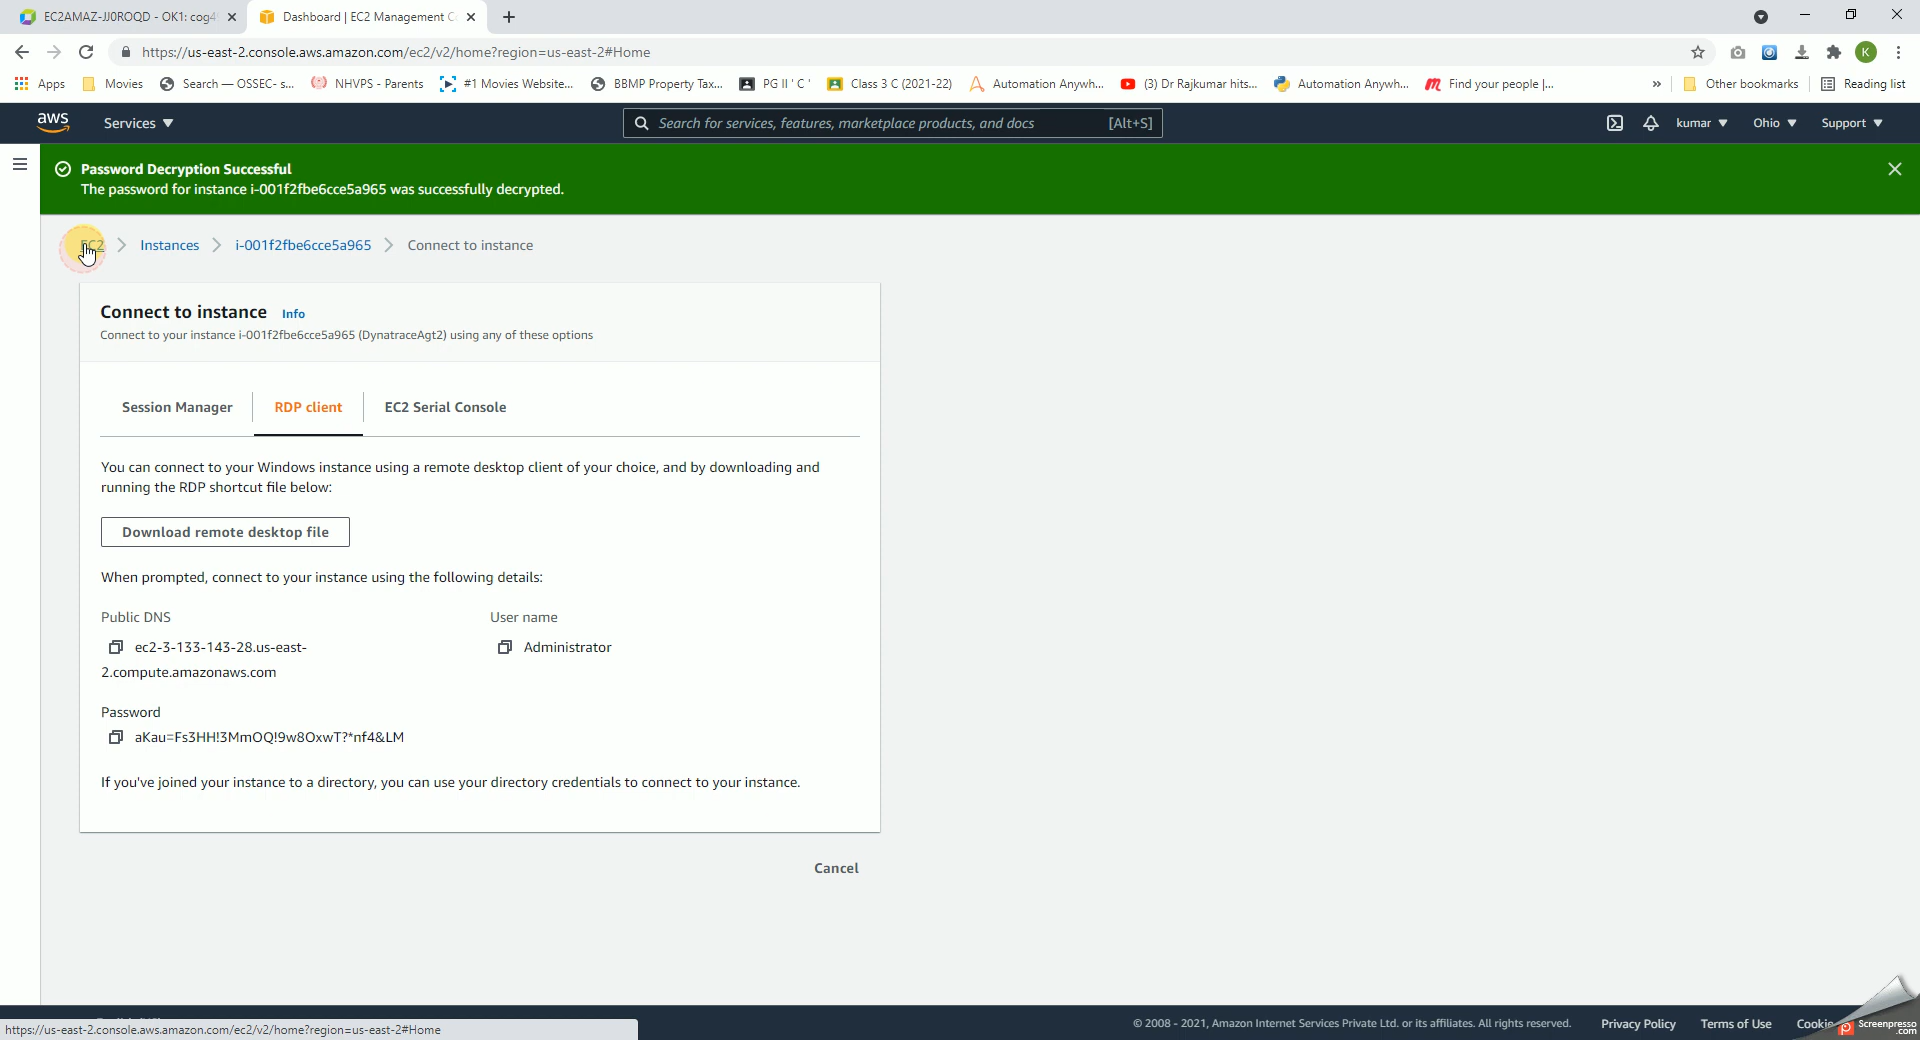 EC2AMAZ-JJ0ROQD - OK1: cog4
Dashboard | EC2 Management C
https://us-east-2.console.aws.amazon.com/ec2/v2/home?region=us-east-2#Home
K
Apps
Movies
Search — OSSEC- s...
NHVPS - Parents
#1 Movies Website...
BBMP Property Tax...
PG II ' C '
Class 3 C (2021-22)
Automation Anywh...
(3) Dr Rajkumar hits...
Automation Anywh...
Find your people |...
»
Other bookmarks
Reading list
aws
Services
Search for services, features, marketplace products, and docs [Alt+S]
kumar
Ohio
Support
Password Decryption Successful
The password for instance i-001f2fbe6cce5a965 was successfully decrypted.
EC2
Instances
i-001f2fbe6cce5a965
Connect to instance
Connect to instance Info
Connect to your instance i-001f2fbe6cce5a965 (DynatraceAgt2) using any of these options
Session Manager
RDP client
EC2 Serial Console
You can connect to your Windows instance using a remote desktop client of your choice, and by downloading and
running the RDP shortcut file below:
Download remote desktop file
When prompted, connect to your instance using the following details:
Public DNS
User name
ec2-3-133-143-28.us-east-
Administrator
2.compute.amazonaws.com
Password
aKau=Fs3HH!3MmOQ!9w8OxwT?*nf4&LM
If you've joined your instance to a directory, you can use your directory credentials to connect to your instance.
Cancel
© 2008 - 2021, Amazon Internet Services Private Ltd. or its affiliates. All rights reserved.
Privacy Policy
Terms of Use
Cookie
https://us-east-2.console.aws.amazon.com/ec2/v2/home?region=us-east-2#Home
Screenpresso
.com